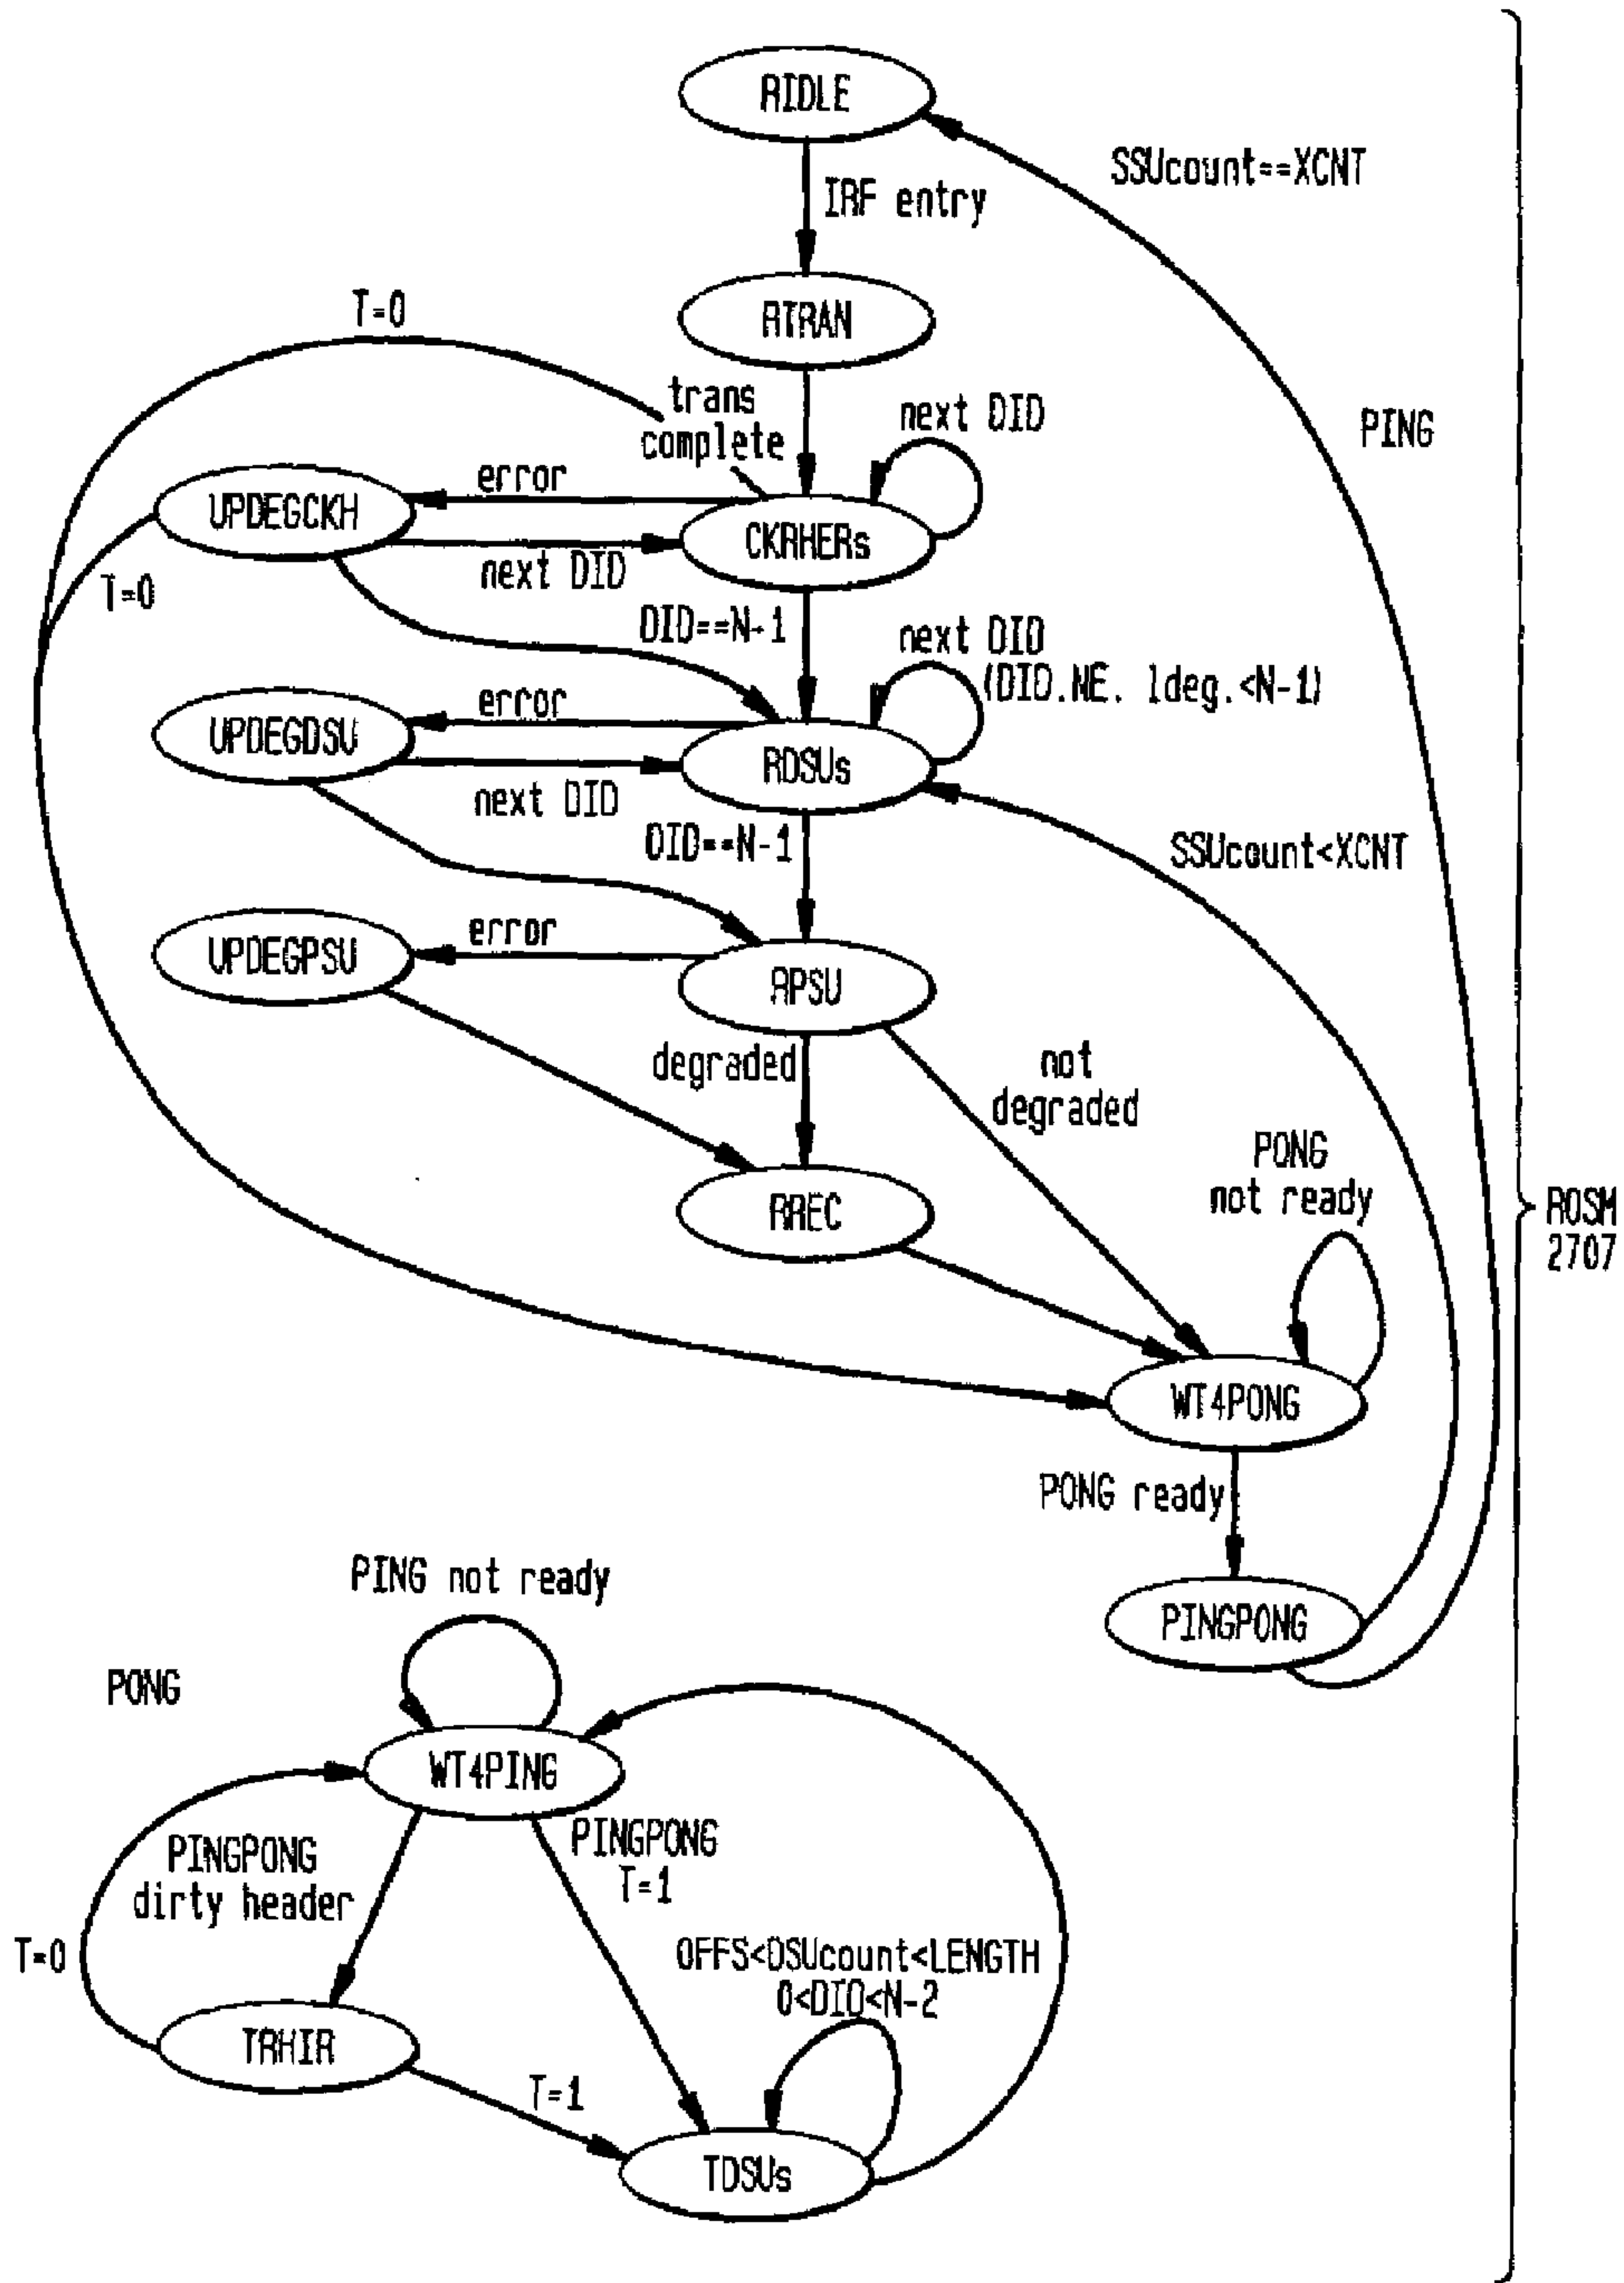 RIDLE
SSUcount==XCNT
IRF entry
T=0
RTRAN
trans
complete
next DID
PING
error
UPDEGCKH
CKRHERs
next DID
T=0
DID==N-1
next DID
(DID.NE. 1deg.<N-1)
error
UPDEGDSU
RDSUs
next DID
DID==N-1
SSUcount<XCNT
error
UPDEGPSU
RPSU
degraded
not
degraded
PONG
not ready
RREC
ROSM
2707
WT4PONG
PONG ready
PING not ready
PINGPONG
PONG
WT4PING
PINGPONG
dirty header
PINGPONG
T=1
T=0
OFFS<DSUcount<LENGTH
0<DID<N-2
TRHIR
T=1
TDSUs